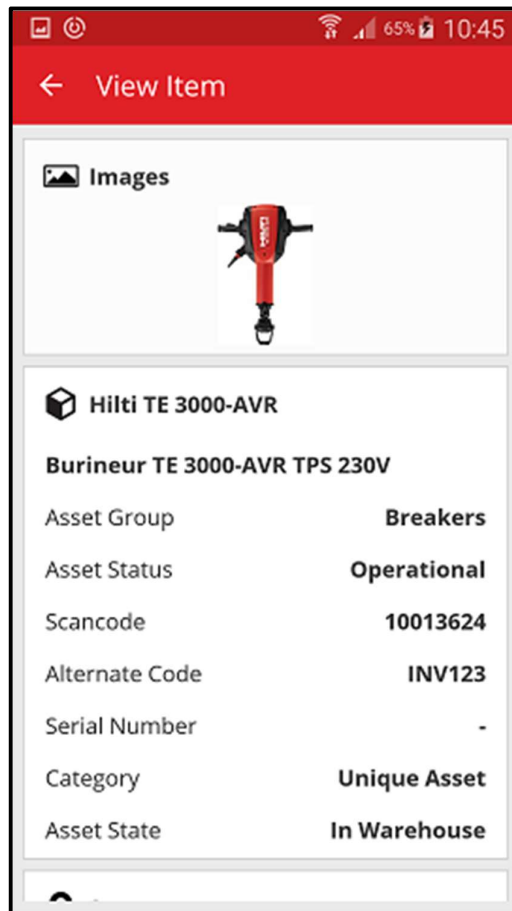 65% 10:45
View Item
Images
HILTI
Hilti TE 3000-AVR
Burineur TE 3000-AVR TPS 230V
Asset Group Breakers
Asset Status Operational
Scancode 10013624
Alternate Code INV123
Serial Number -
Category Unique Asset
Asset State In Warehouse